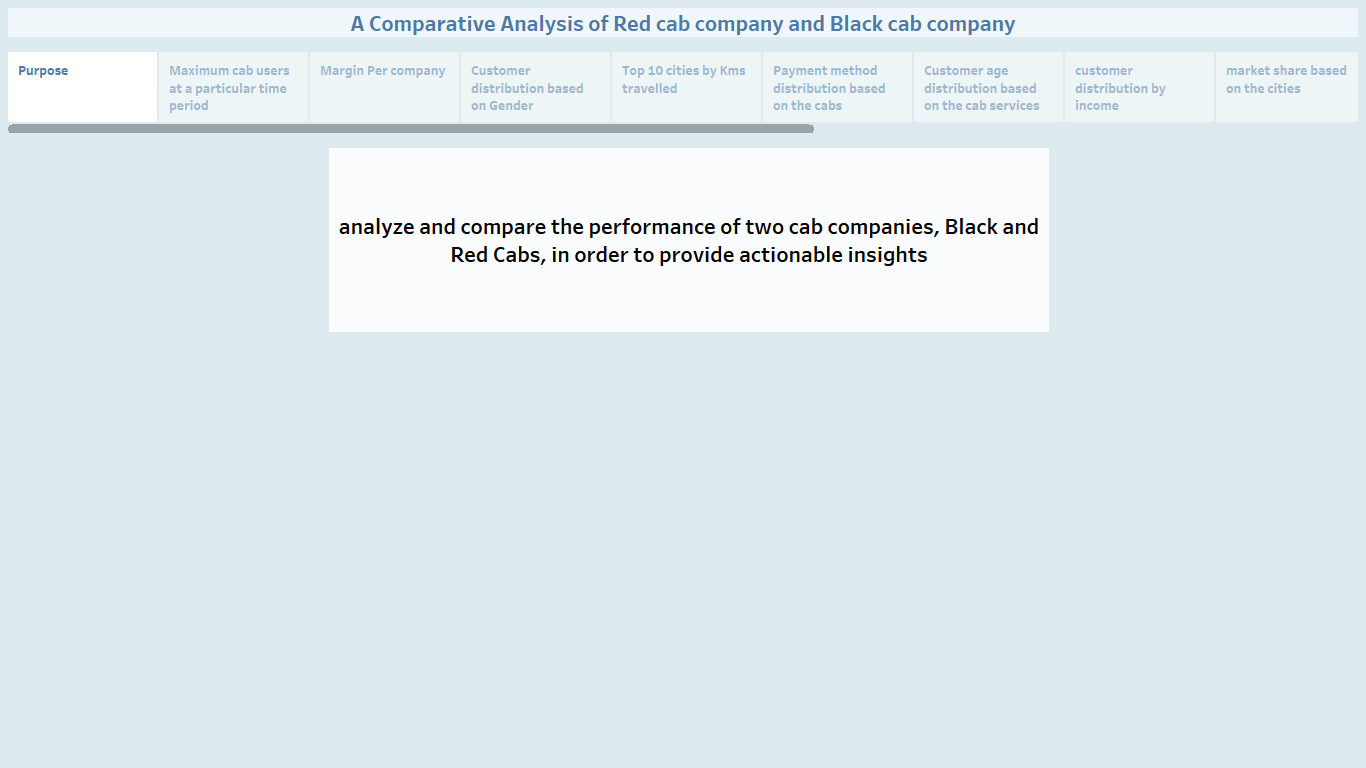 A Comparative Analysis of Red cab company and Black cab company
Purpose
Maximum cab users
at a particular time
period
Margin Per company
Customer
distribution based
on Gender
Top 10 cities by Kms
travelled
Payment method
distribution based
on the cabs
Customer age
distribution based
on the cab services
customer
distribution by
income
market share based
on the cities
analyze and compare the performance of two cab companies, Black and
Red Cabs, in order to provide actionable insights